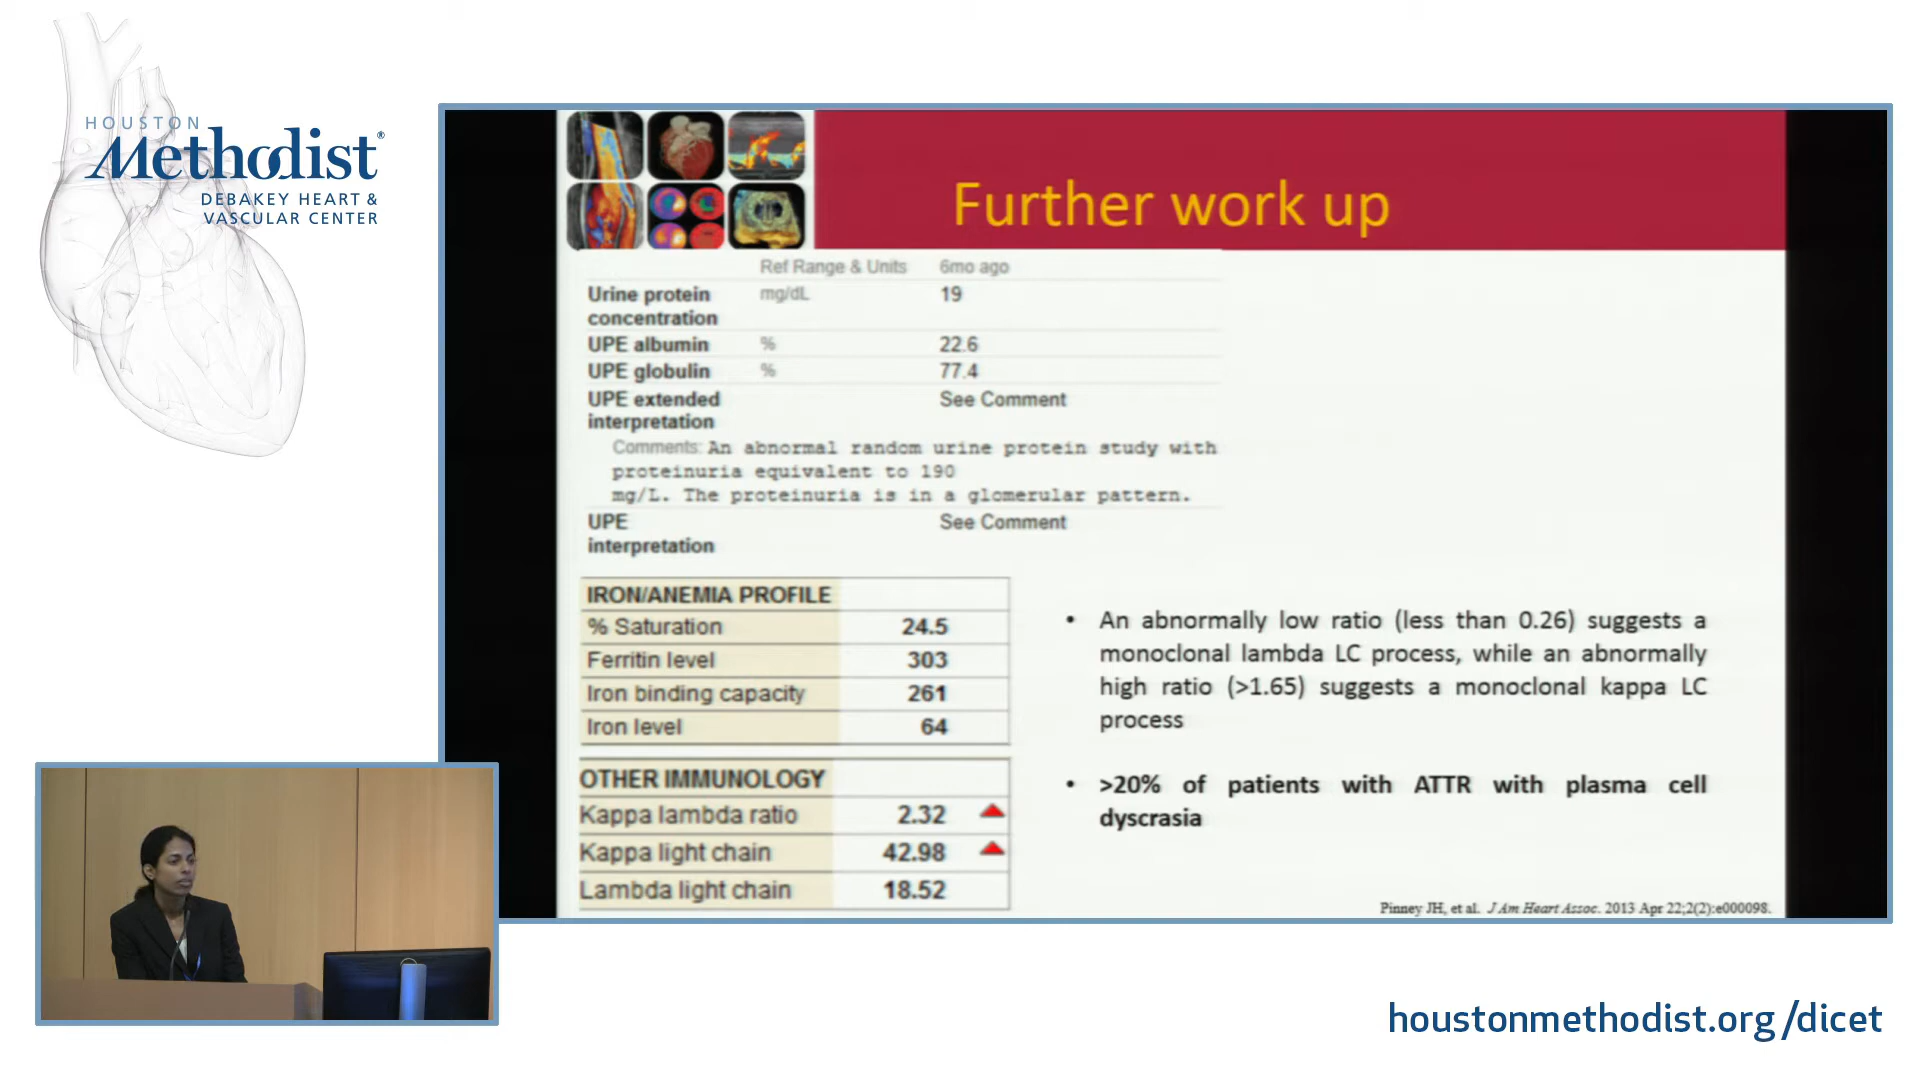 HOUSTON
Methodist®
DEBAKEY HEART &
VASCULAR CENTER
Further work up
Ref Range & Units 6mo ago
Urine protein mg/dL 19
concentration
UPE albumin % 22.6
UPE globulin % 77.4
UPE extended See Comment
interpretation
Comments: An abnormal random urine protein study with
proteinuria equivalent to 190
mg/L. The proteinuria is in a glomerular pattern.
UPE See Comment
interpretation
IRON/ANEMIA PROFILE
% Saturation 24.5
Ferritin level 303
Iron binding capacity 261
Iron level 64
OTHER IMMUNOLOGY
Kappa lambda ratio 2.32
Kappa light chain 42.98
Lambda light chain 18.52
• An abnormally low ratio (less than 0.26) suggests a
monoclonal lambda LC process, while an abnormally
high ratio (>1.65) suggests a monoclonal kappa LC
process
• >20% of patients with ATTR with plasma cell
dyscrasia
Pinney JH, et al. J Am Heart Assoc. 2013 Apr 22;2(2):e000098.
houstonmethodist.org/dicet